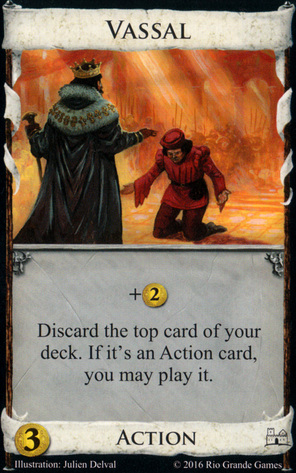 VASSAL
+2
Discard the top card of your
deck. If it's an Action card,
you may play it.
3 ACTION
Illustration: Julien Delval © 2016 Rio Grande Games